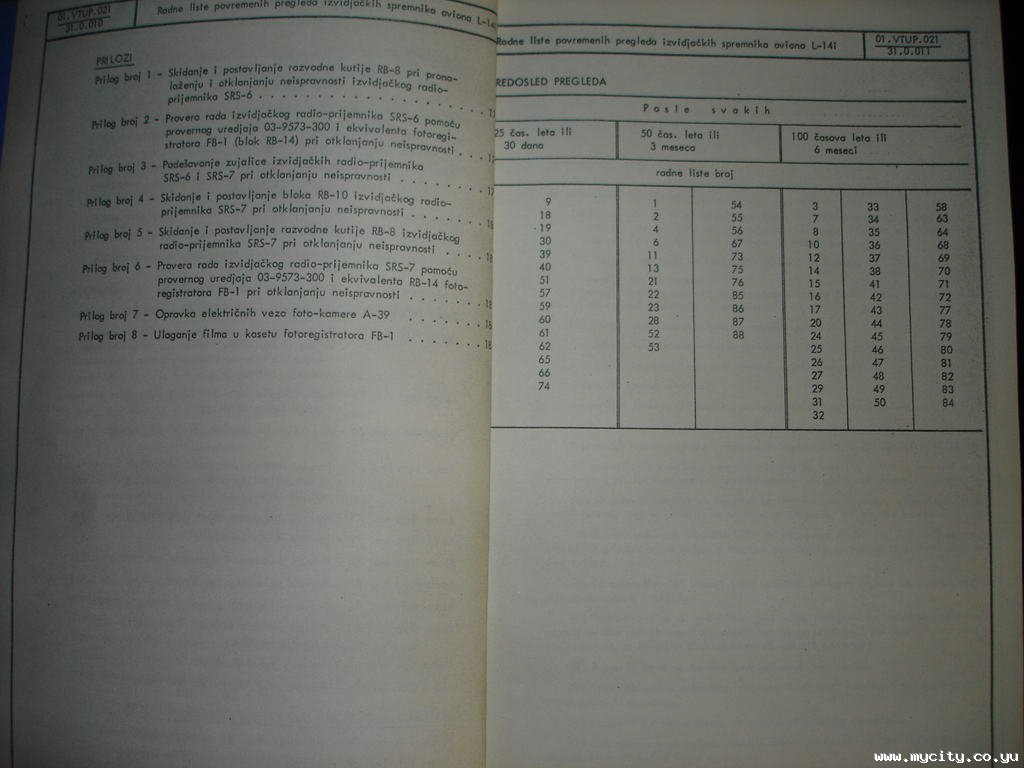 01.VTUP.021
31.0.010
Radne liste povremenih pregleda izvidjačkih spremnika aviona L-14
PRILOZI
Prilog broj 1 - Skidanje i postavljanje razvodne kutije RB-8 pri prona-
laženju i otklanjanju neispravnosti izvidjačkog radio-
prijemnika SRS-6 . . . . . . . . . . . . . . . . . .
Prilog broj 2 - Provera rada izvidjačkog radio-prijemnika SRS-6 pomoću
provernog uredjaja 03-9573-300 i ekvivalenta fotoregi-
stratora FB-1 (blok RB-14) pri otklanjanju neispravnosti . . .
Prilog broj 3 - Podešavanje zujalice izvidjačkih radio-prijemnika
SRS-6 i SRS-7 pri otklanjanju neispravnosti . . . . . . . .
Prilog broj 4 - Skidanje i postavljanje bloka RB-10 izvidjačkog radio-
prijemnika SRS-7 pri otklanjanju neispravnosti . . . . . . . 18
Prilog broj 5 - Skidanje i postavljanje razvodne kutije RB-8 izvidjačkog
radio-prijemnika SRS-7 pri otklanjanju neispravnosti . . . . 18
Prilog broj 6 - Provera rada izvidjačkog radio-prijemnika SRS-7 pomoću
provernog uredjaja 03-9573-300 i ekvivalenta RB-14 foto-
registratora FB-1 pri otklanjanju neispravnosti . . . . . . . 18
Prilog broj 7 - Opravka električnih veza foto-kamere A-39 . . . . . . . 18
Prilog broj 8 - Ulaganje filma u kasetu fotoregistratora FB-1 . . . . . . . 18
Radne liste povremenih pregleda izvidjačkih spremnika aviona L-14i
01.VTUP.021
31.0.011
REDOSLED PREGLEDA
Posle svakih
25 čas. leta ili 50 čas. leta ili 100 časova leta ili
30 dana 3 meseca 6 meseci
radne liste broj
9 1 54 3 33 58
18 2 55 7 34 63
19 4 56 8 35 64
30 6 67 10 36 68
39 11 73 12 37 69
40 13 75 14 38 70
51 21 76 15 41 71
57 22 85 16 42 72
59 23 86 17 43 77
60 28 87 20 44 78
61 52 88 24 45 79
62 53 25 46 80
65 26 47 81
66 27 48 82
74 29 49 83
31 50 84
32
www.mycity.co.yu